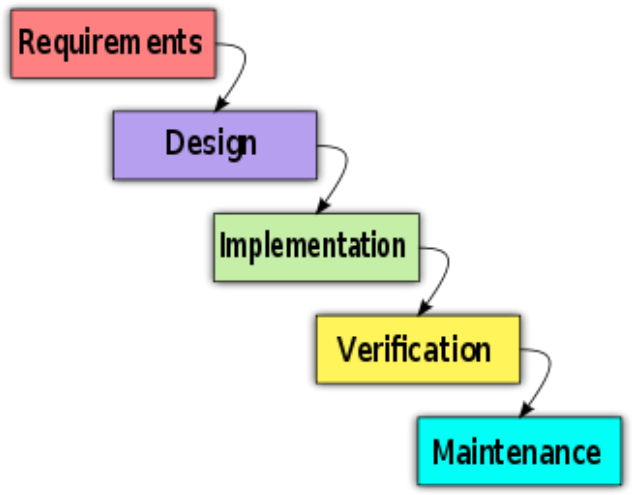 Requirements
Design
Implementation
Verification
Maintenance